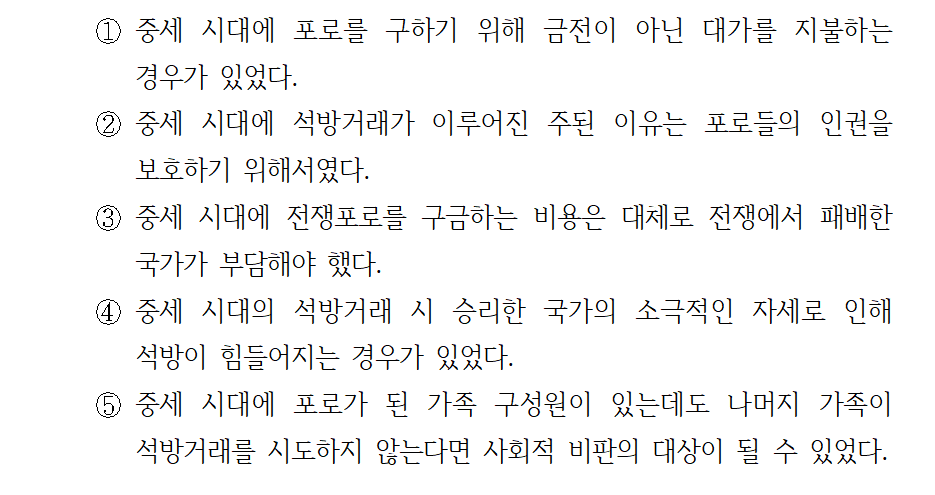 ① 중세 시대에 포로를 구하기 위해 금전이 아닌 대가를 지불하는
경우가 있었다.
② 중세 시대에 석방거래가 이루어진 주된 이유는 포로들의 인권을
보호하기 위해서였다.
③ 중세 시대에 전쟁포로를 구금하는 비용은 대체로 전쟁에서 패배한
국가가 부담해야 했다.
④ 중세 시대의 석방거래 시 승리한 국가의 소극적인 자세로 인해
석방이 힘들어지는 경우가 있었다.
⑤ 중세 시대에 포로가 된 가족 구성원이 있는데도 나머지 가족이
석방거래를 시도하지 않는다면 사회적 비판의 대상이 될 수 있었다.